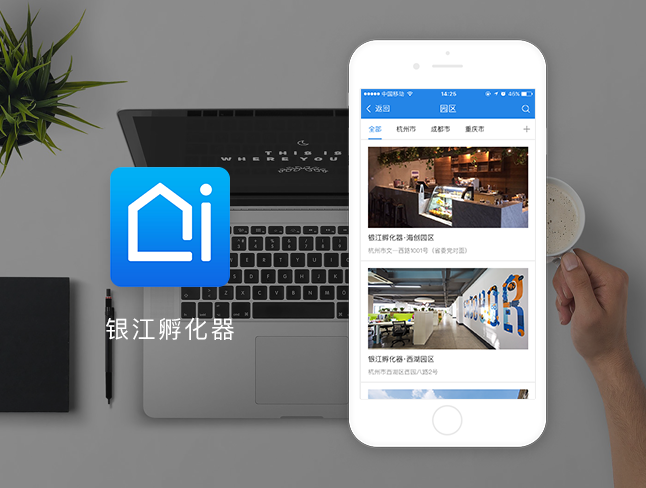 中国移动
14:25
46%
返回
园区
全部
杭州市
成都市
重庆市
THIS IS
WHERE YOU
银江孵化器·海创园区
杭州市文一西路1001号（省委党对面）
银江孵化器·西湖园区
杭州市西湖区西园八路2号
银江孵化器